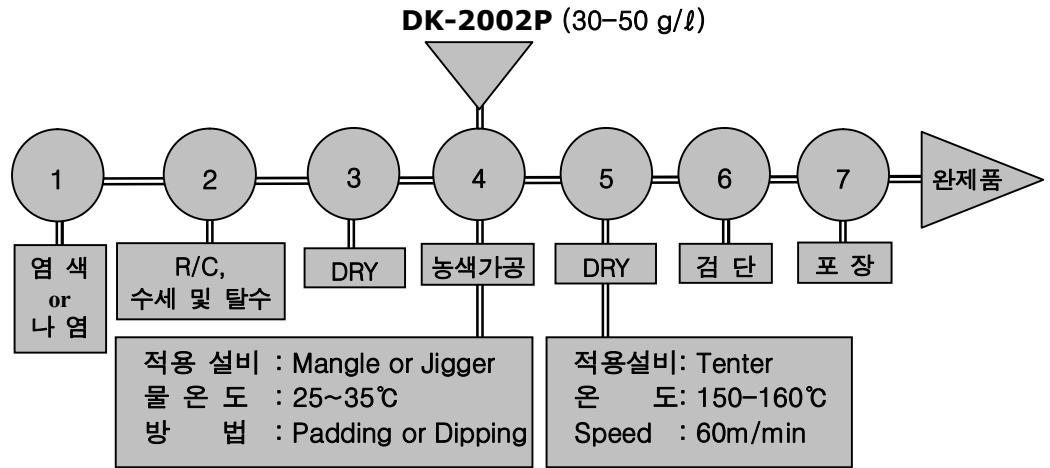 DK-2002P (30-50 g/ℓ)
1
2
3
4
5
6
7
완제품
염 색
or
나 염
R/C,
수세 및 탈수
DRY
농색가공
DRY
검 단
포 장
적용 설비 : Mangle or Jigger
물 온 도 : 25~35℃
방 법 : Padding or Dipping
적용설비: Tenter
온 도: 150-160℃
Speed : 60m/min